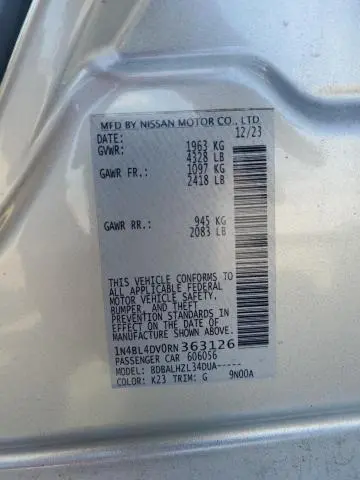 MFD BY NISSAN MOTOR CO., LTD.
DATE: 12/23
GVWR: 1963 KG
4328 LB
GAWR FR.: 1097 KG
2418 LB
GAWR RR.: 945 KG
2083 LB
THIS VEHICLE CONFORMS TO
ALL APPLICABLE FEDERAL
MOTOR VEHICLE SAFETY,
BUMPER, AND THEFT
PREVENTION STANDARDS IN
EFFECT ON THE DATE OF
MANUFACTURE SHOWN ABOVE.
1N4BL4DV0RN363126
PASSENGER CAR 606056
MODEL: BDBALHZL34DUA-----
COLOR: K23 TRIM: G 9N00A